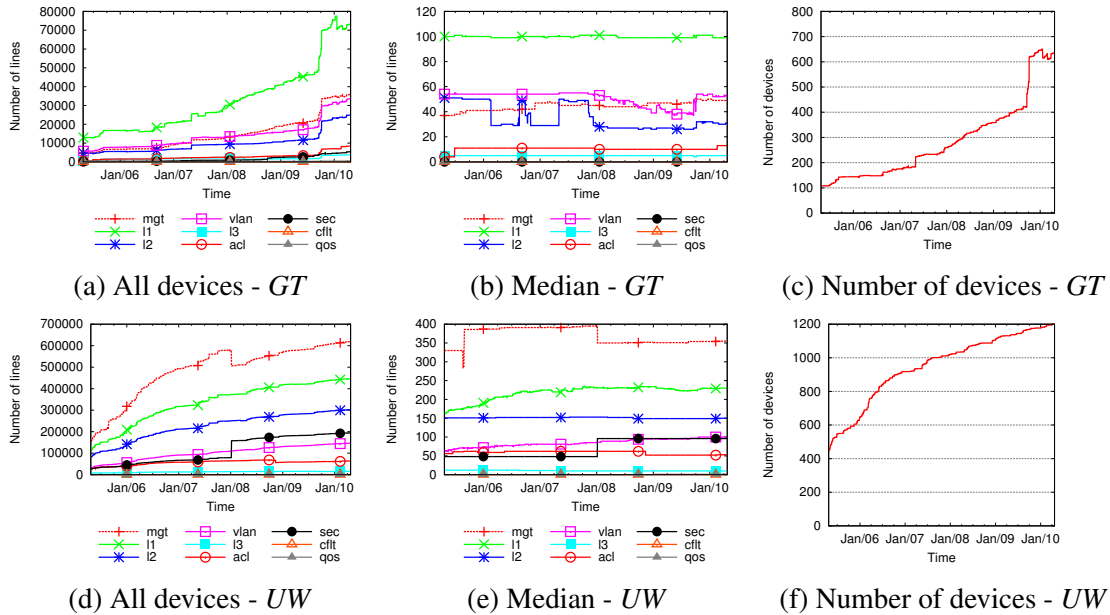 120
100
80
60
40
20
0
80000
70000
60000
50000
40000
30000
20000
10000
0
Number of lines
Jan/06 Jan/07 Jan/08 Jan/09 Jan/10
Time
mgt vlan sec
l1 l3 cflt
l2 acl qos
Number of lines
Jan/06 Jan/07 Jan/08 Jan/09 Jan/10
Time
mgt vlan sec
l1 l3 cflt
l2 acl qos
800
700
600
500
400
300
200
100
0
Number of devices
Jan/06 Jan/07 Jan/08 Jan/09 Jan/10
Time
(a) All devices - GT
(b) Median - GT
(c) Number of devices - GT
700000
600000
500000
400000
300000
200000
100000
0
Number of lines
Jan/06 Jan/07 Jan/08 Jan/09 Jan/10
Time
mgt vlan sec
l1 l3 cflt
l2 acl qos
400
350
300
250
200
150
100
50
0
Number of lines
Jan/06 Jan/07 Jan/08 Jan/09 Jan/10
Time
mgt vlan sec
l1 l3 cflt
l2 acl qos
1200
1000
800
600
400
200
0
Number of devices
Jan/06 Jan/07 Jan/08 Jan/09 Jan/10
Time
(d) All devices - UW
(e) Median - UW
(f) Number of devices - UW